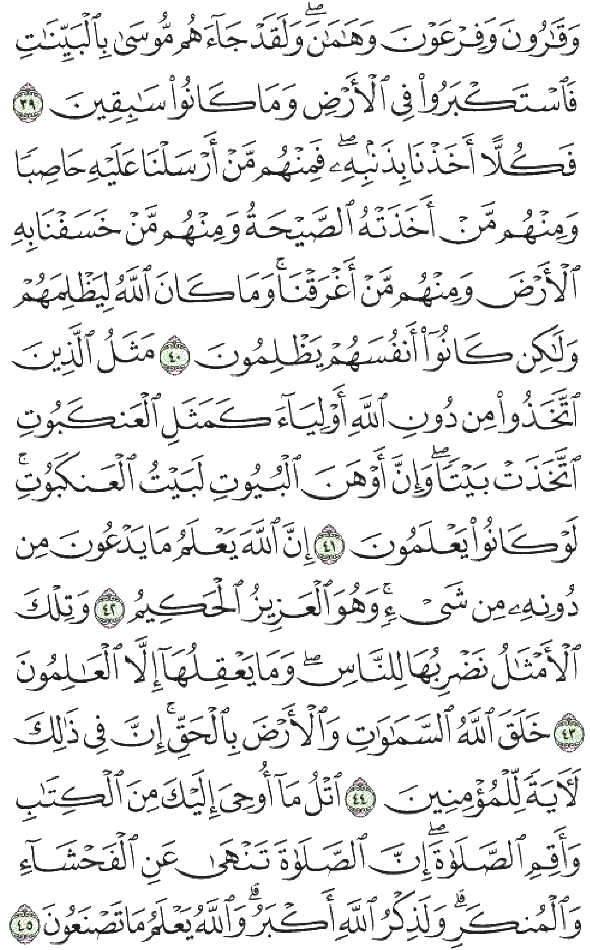 وَقَـٰرُونَ وَفِرْعَوْنَ وَهَـٰمَـٰنَ ۖ وَلَقَدْ جَآءَهُم مُّوسَىٰ بِٱلْبَيِّنَـٰتِ
فَٱسْتَكْبَرُوا۟ فِى ٱلْأَرْضِ وَمَا كَانُوا۟ سَـٰبِقِينَ ٣٩
فَكُلًّا أَخَذْنَا بِذَنۢبِهِۦ ۖ فَمِنْهُم مَّنْ أَرْسَلْنَا عَلَيْهِ حَاصِبًا
وَمِنْهُم مَّنْ أَخَذَتْهُ ٱلصَّيْحَةُ وَمِنْهُم مَّنْ خَسَفْنَا بِهِ
ٱلْأَرْضَ وَمِنْهُم مَّنْ أَغْرَقْنَا ۚ وَمَا كَانَ ٱللَّهُ لِيَظْلِمَهُمْ
وَلَـٰكِن كَانُوٓا۟ أَنفُسَهُمْ يَظْلِمُونَ ٤٠ مَثَلُ ٱلَّذِينَ
ٱتَّخَذُوا۟ مِن دُونِ ٱللَّهِ أَوْلِيَآءَ كَمَثَلِ ٱلْعَنكَبُوتِ
ٱتَّخَذَتْ بَيْتًا ۖ وَإِنَّ أَوْهَنَ ٱلْبُيُوتِ لَبَيْتُ ٱلْعَنكَبُوتِ ۚ
لَوْ كَانُوا۟ يَعْلَمُونَ ٤١ إِنَّ ٱللَّهَ يَعْلَمُ مَا يَدْعُونَ مِن
دُونِهِۦ مِن شَىْءٍ ۚ وَهُوَ ٱلْعَزِيزُ ٱلْحَكِيمُ ٤٢ وَتِلْكَ
ٱلْأَمْثَـٰلُ نَضْرِبُهَا لِلنَّاسِ ۖ وَمَا يَعْقِلُهَآ إِلَّا ٱلْعَـٰلِمُونَ
٤٣ خَلَقَ ٱللَّهُ ٱلسَّمَـٰوَٰتِ وَٱلْأَرْضَ بِٱلْحَقِّ ۚ إِنَّ فِى ذَٰلِكَ
لَـَٔايَةً لِّلْمُؤْمِنِينَ ٤٤ ٱتْلُ مَآ أُوحِىَ إِلَيْكَ مِنَ ٱلْكِتَـٰبِ
وَأَقِمِ ٱلصَّلَوٰةَ ۖ إِنَّ ٱلصَّلَوٰةَ تَنْهَىٰ عَنِ ٱلْفَحْشَآءِ
وَٱلْمُنكَرِ ۗ وَلَذِكْرُ ٱللَّهِ أَكْبَرُ ۗ وَٱللَّهُ يَعْلَمُ مَا تَصْنَعُونَ ٤٥